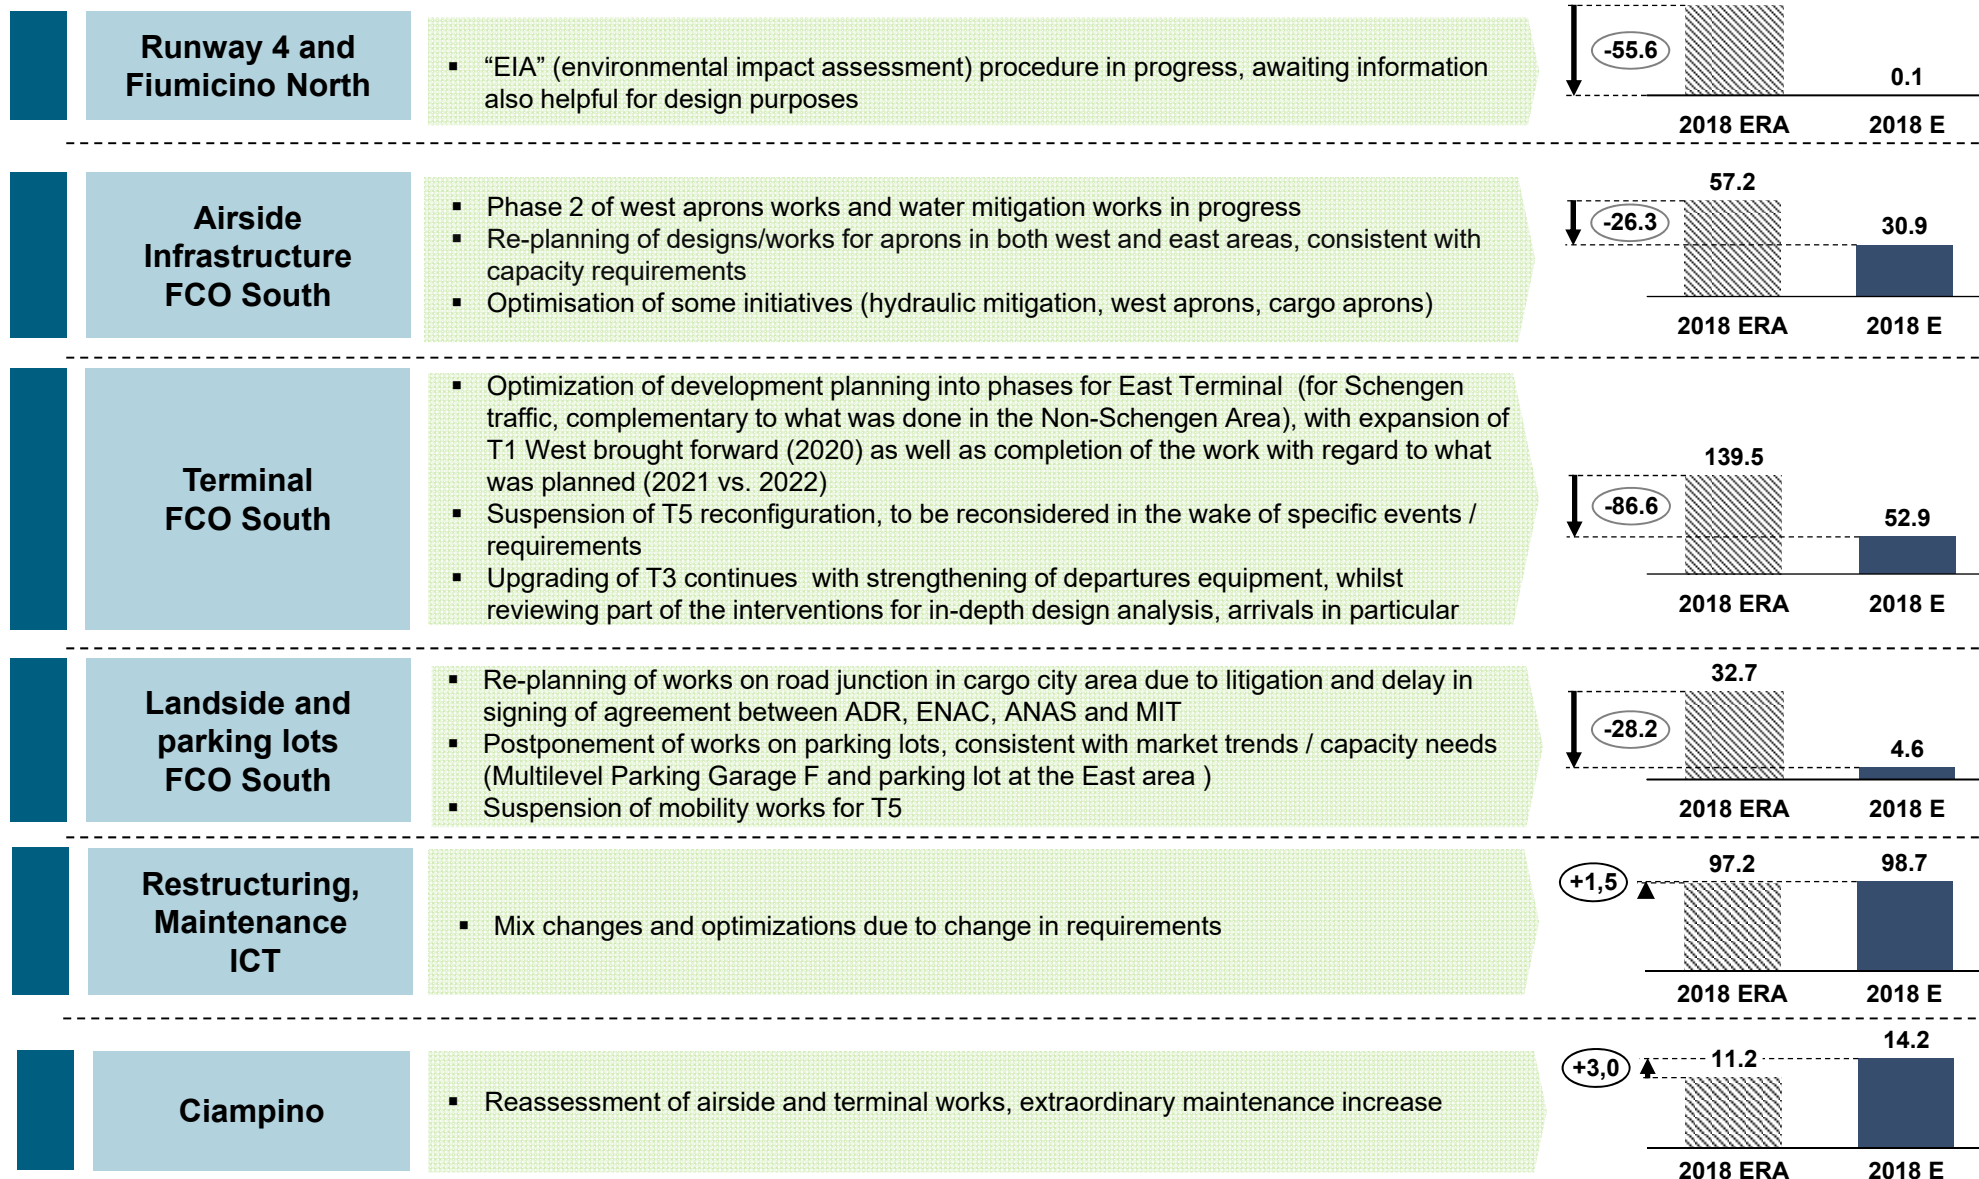 Runway 4 and
Fiumicino North
▪ “EIA” (environmental impact assessment) procedure in progress, awaiting information
also helpful for design purposes
-55.6
0.1
2018 ERA 2018 E
Airside
Infrastructure
FCO South
▪ Phase 2 of west aprons works and water mitigation works in progress
▪ Re-planning of designs/works for aprons in both west and east areas, consistent with
capacity requirements
▪ Optimisation of some initiatives (hydraulic mitigation, west aprons, cargo aprons)
57.2
-26.3
30.9
2018 ERA 2018 E
Terminal
FCO South
▪ Optimization of development planning into phases for East Terminal (for Schengen
traffic, complementary to what was done in the Non-Schengen Area), with expansion of
T1 West brought forward (2020) as well as completion of the work with regard to what
was planned (2021 vs. 2022)
▪ Suspension of T5 reconfiguration, to be reconsidered in the wake of specific events /
requirements
▪ Upgrading of T3 continues with strengthening of departures equipment, whilst
reviewing part of the interventions for in-depth design analysis, arrivals in particular
139.5
-86.6
52.9
2018 ERA 2018 E
Landside and
parking lots
FCO South
▪ Re-planning of works on road junction in cargo city area due to litigation and delay in
signing of agreement between ADR, ENAC, ANAS and MIT
▪ Postponement of works on parking lots, consistent with market trends / capacity needs
(Multilevel Parking Garage F and parking lot at the East area )
▪ Suspension of mobility works for T5
32.7
-28.2
4.6
2018 ERA 2018 E
Restructuring,
Maintenance
ICT
▪ Mix changes and optimizations due to change in requirements
97.2 98.7
+1,5
2018 ERA 2018 E
Ciampino
▪ Reassessment of airside and terminal works, extraordinary maintenance increase
14.2
11.2
+3,0
2018 ERA 2018 E